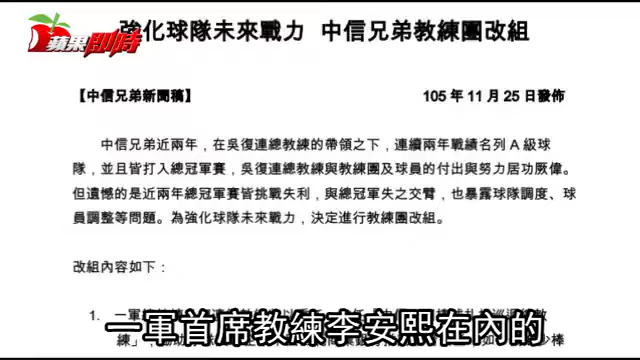 蘋果即時
強化球隊未來戰力 中信兄弟教練團改組
【中信兄弟新聞稿】 105 年 11 月 25 日發佈
中信兄弟近兩年，在吳復連總教練的帶領之下，連續兩年戰績名列 A 級球
隊，並且皆打入總冠軍賽，吳復連總教練與教練團及球員的付出與努力居功厥偉。
但遺憾的是近兩年總冠軍賽皆挑戰失利，與總冠軍失之交臂，也暴露球隊調度、球
員調整等問題。為強化球隊未來戰力，決定進行教練團改組。
改組內容如下：
1. 一軍
一軍首席教練李安熙在內的